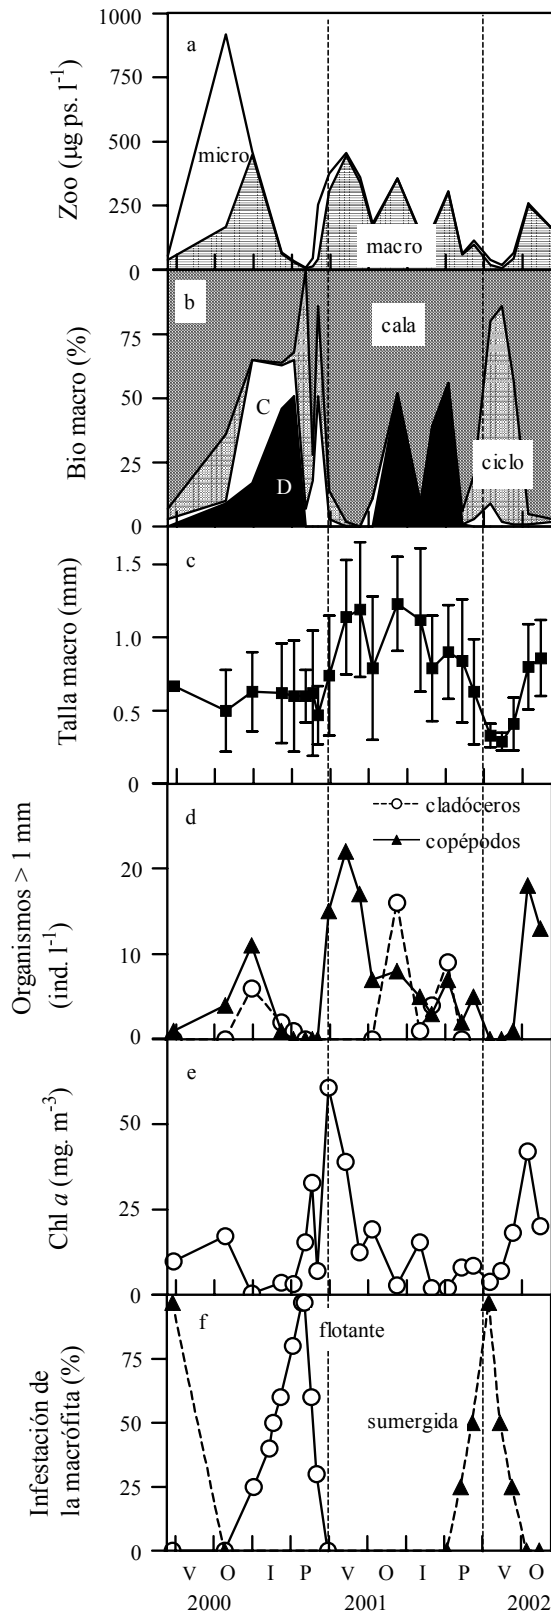 1000
750
500
250
0
Zoo (µg ps. l⁻¹)
a
micro
macro
75
50
25
0
Bio macro (%)
b
cala
C
D
ciclo
1.5
1.0
0.5
0
Talla macro (mm)
c
20
10
0
Organismos > 1 mm
(ind. l⁻¹)
d
cladóceros
copépodos
50
25
0
Chl a (mg. m⁻³)
e
75
50
25
0
Infestación de
la macrófita (%)
f
flotante
sumergida
V O I P V O I P V O
2000 2001 2002